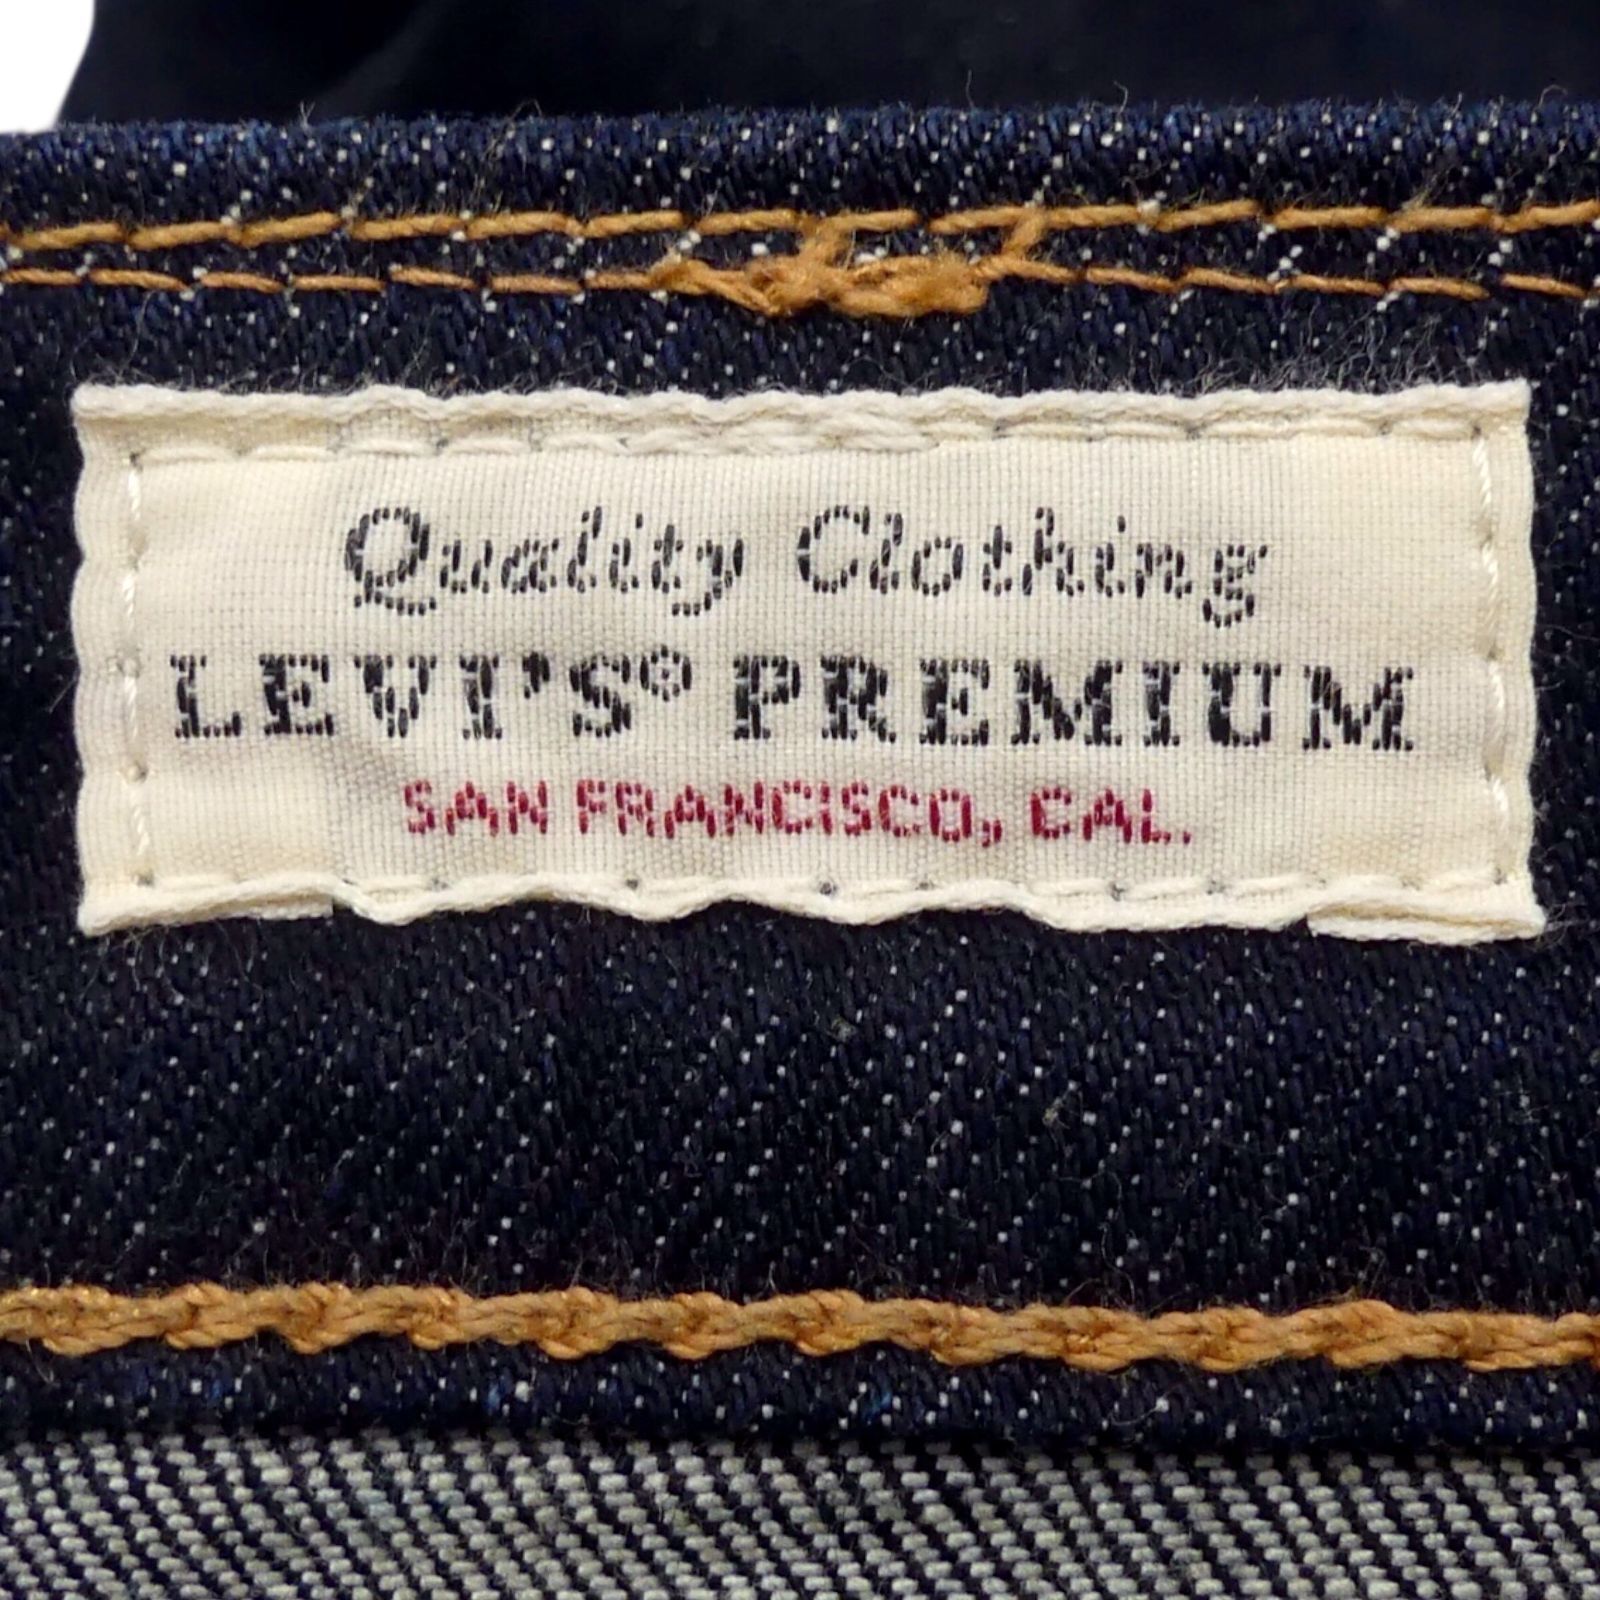 Quality Clothing
LEVI'S® PREMIUM
SAN FRANCISCO, CAL.